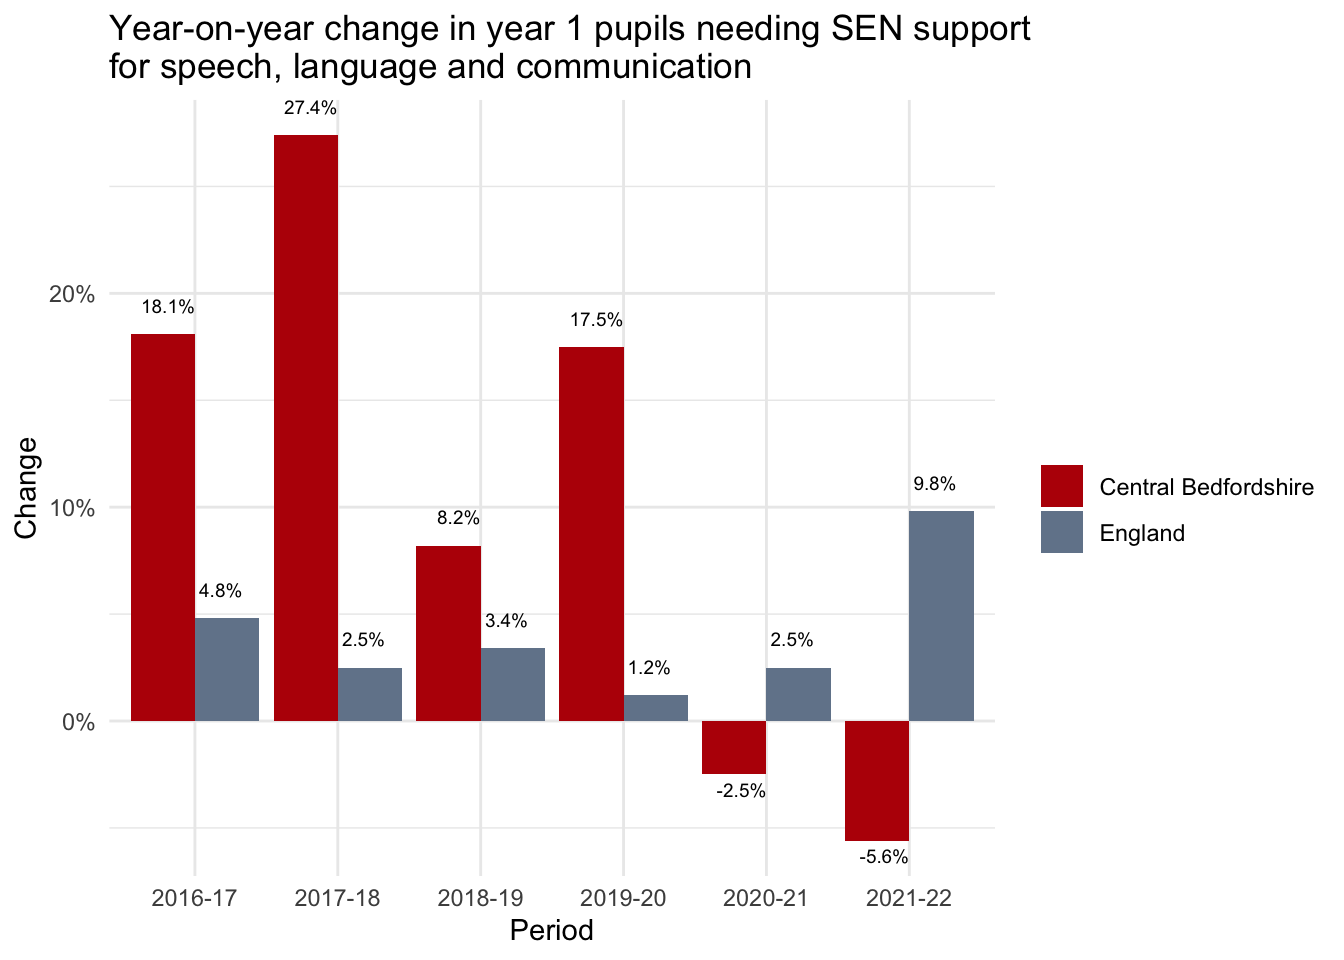 Year-on-year change in year 1 pupils needing SEN support
for speech, language and communication
27.4%
20%
18.1%
17.5%
9.8%
10%
8.2%
4.8%
3.4%
2.5%
1.2%
2.5%
0%
-2.5%
-5.6%
Change
Central Bedfordshire
England
2016-17 2017-18 2018-19 2019-20 2020-21 2021-22
Period